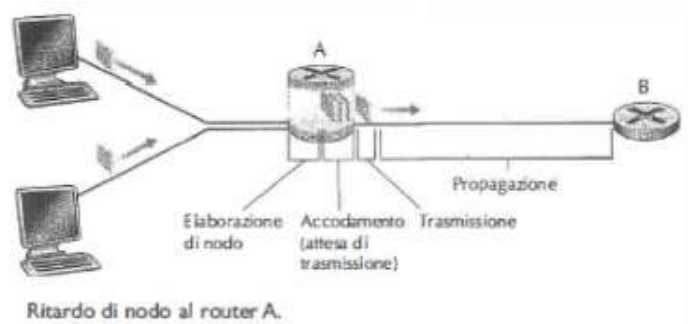 A
B
Propagazione
Elaborazione
di nodo
Accodamento
(attesa di
trasmissione)
Trasmissione
Ritardo di nodo al router A.